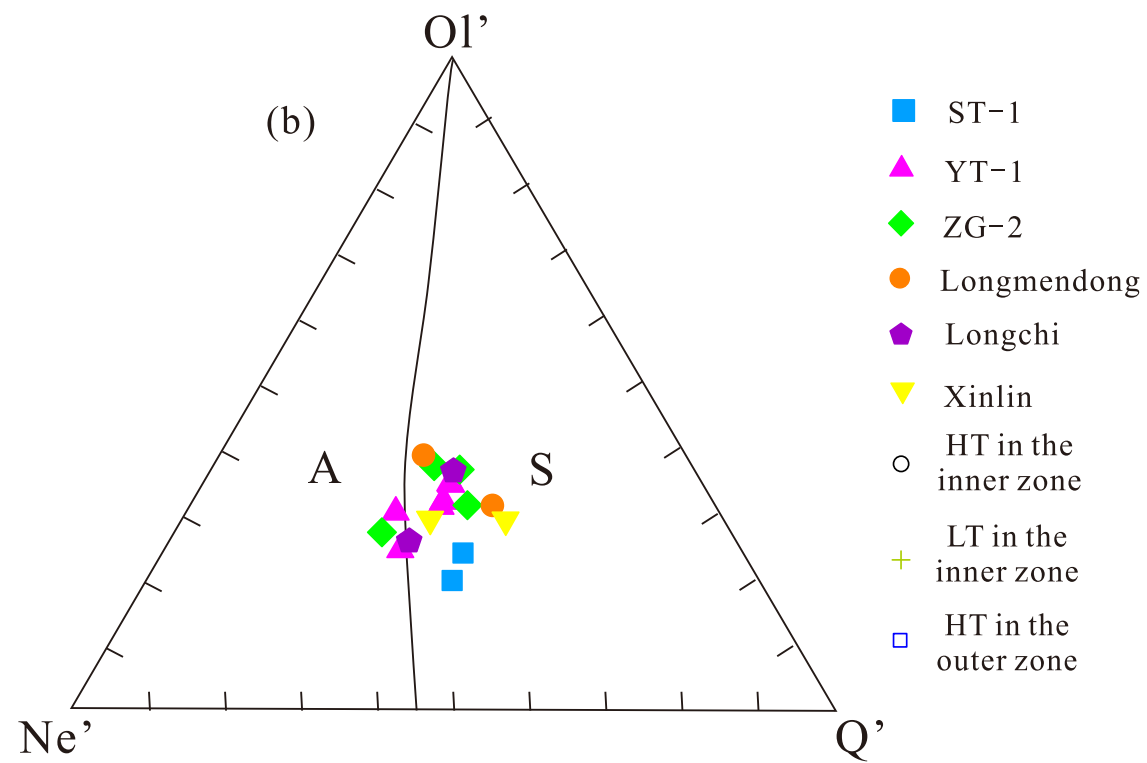 Ol’
(b)
A
S
Ne’
Q’
ST-1
YT-1
ZG-2
Longmendong
Longchi
Xinlin
HT in the
inner zone
LT in the
inner zone
HT in the
outer zone